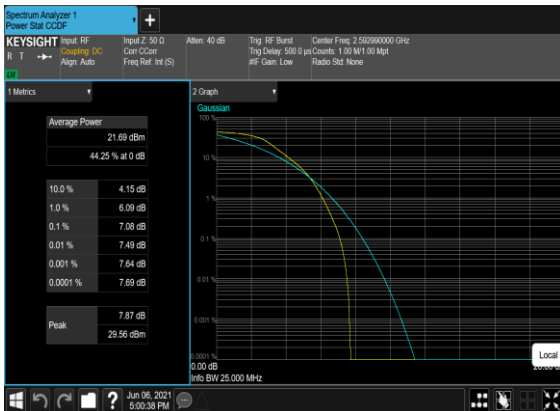 Spectrum Analyzer 1
Power Stat CCDF
KEYSIGHT
R T
LXI
Input: RF
Coupling: DC
Align: Auto
Input Z: 50 Ω
Corr CCorr
Freq Ref: Int (S)
Atten: 40 dB
Trig: RF Burst
Trig Delay: 500.0 µs
#IF Gain: Low
Center Freq: 2.592990000 GHz
Counts: 1.00 M/1.00 Mpt
Radio Std: None
1 Metrics
Average Power
21.69 dBm
44.25 % at 0 dB
10.0 % 4.15 dB
1.0 % 6.09 dB
0.1 % 7.08 dB
0.01 % 7.49 dB
0.001 % 7.64 dB
0.0001 % 7.69 dB
Peak
7.87 dB
29.56 dBm
2 Graph
Gaussian
100 %
10 %
1 %
0.1 %
0.01 %
0.001 %
0.0001 %
0.00 dB
Info BW 25.000 MHz
Local
?
Jun 06, 2021
5:00:38 PM